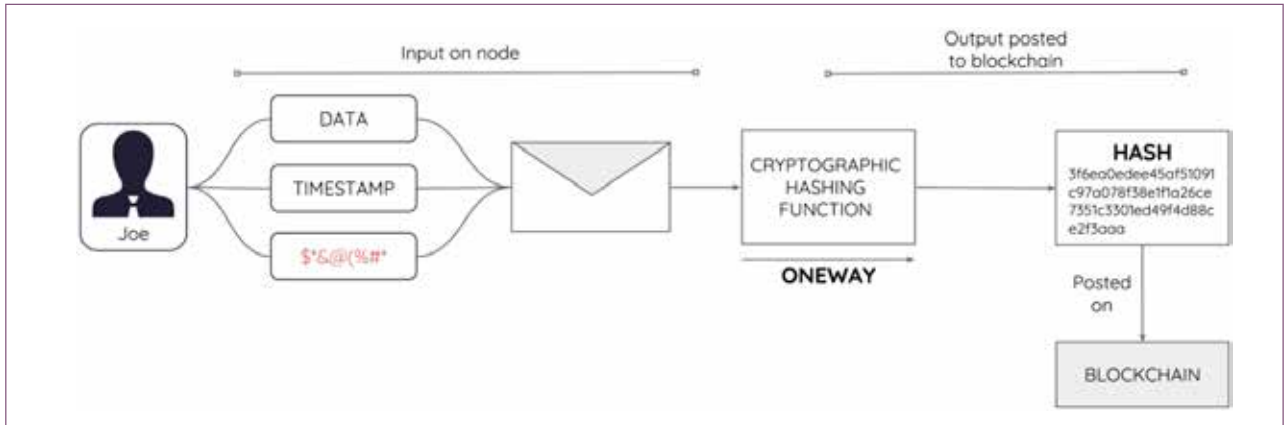 Input on node
Output posted
to blockchain
Joe
DATA
TIMESTAMP
$*&@(%#*
CRYPTOGRAPHIC
HASHING
FUNCTION
ONEWAY
HASH
3f6ea0edee45af51091
c97a078f38e1f1a26ce
7351c3301ed49f4d88c
e2f3aaa
Posted
on
BLOCKCHAIN